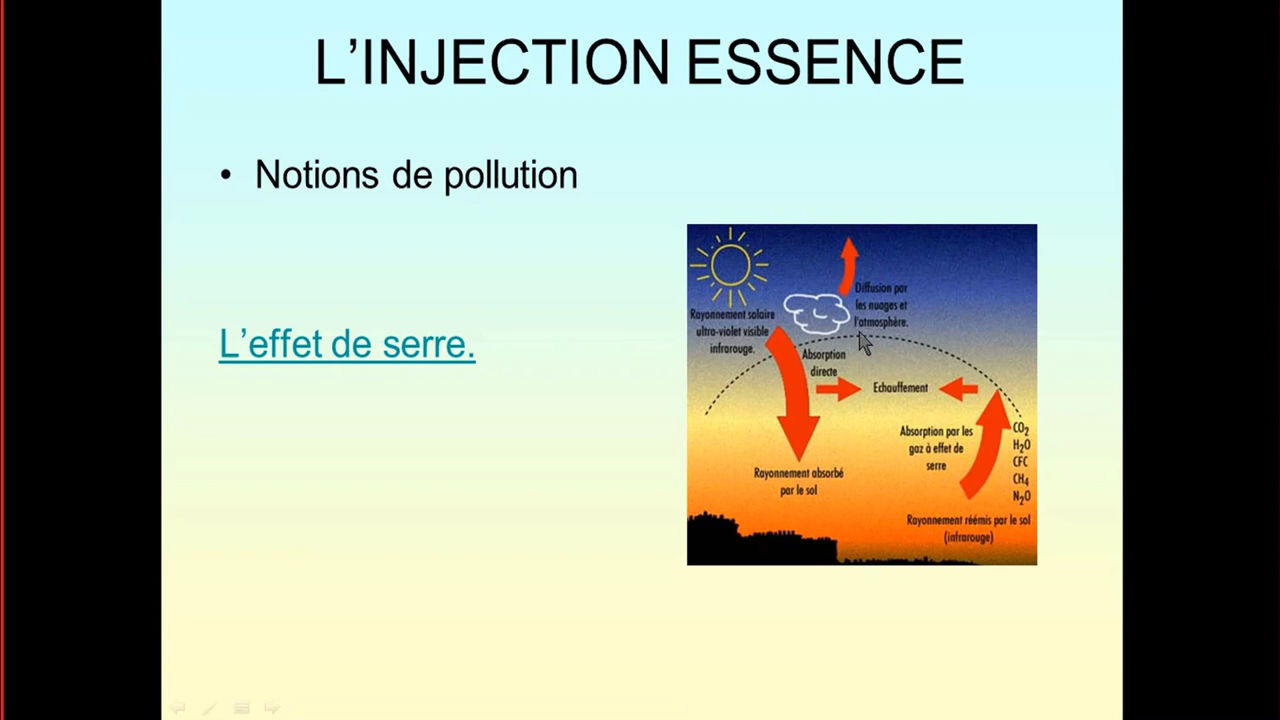 L’INJECTION ESSENCE
• Notions de pollution
L’effet de serre.
Rayonnement solaire
ultra-violet visible
infrarouge.
Diffusion par
les nuages et
l'atmosphère.
Absorption
directe
Echauffement
Absorption par les
gaz à effet de
serre
CO₂
H₂O
CFC
CH₄
N₂O
Rayonnement absorbé
par le sol
Rayonnement réémis par le sol
(infrarouge)